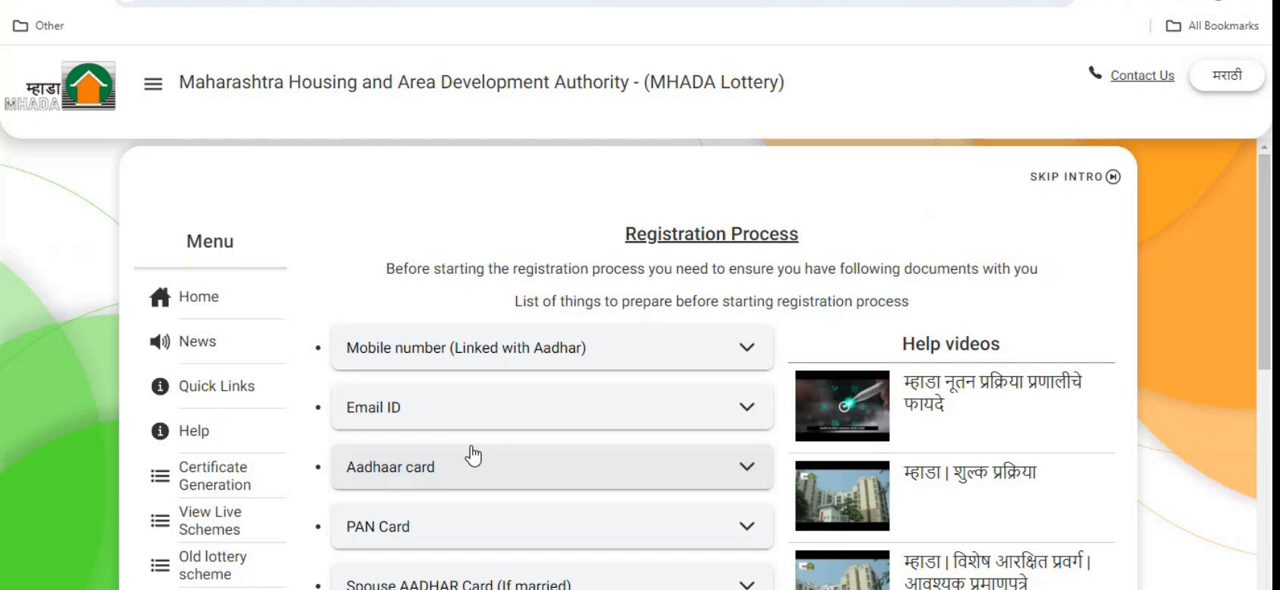 Other
All Bookmarks
म्हाडा
MHADA
Maharashtra Housing and Area Development Authority - (MHADA Lottery)
Contact Us
मराठी
SKIP INTRO
Menu
Home
News
Quick Links
Help
Certificate
Generation
View Live
Schemes
Old lottery
scheme
Registration Process
Before starting the registration process you need to ensure you have following documents with you
List of things to prepare before starting registration process
Mobile number (Linked with Aadhar)
Email ID
Aadhaar card
PAN Card
Spouse AADHAR Card (If married)
Help videos
म्हाडा नूतन प्रक्रिया प्रणालीचे
फायदे
म्हाडा | शुल्क प्रक्रिया
म्हाडा | विशेष आरक्षित प्रवर्ग |
आवश्यक प्रमाणपत्रे